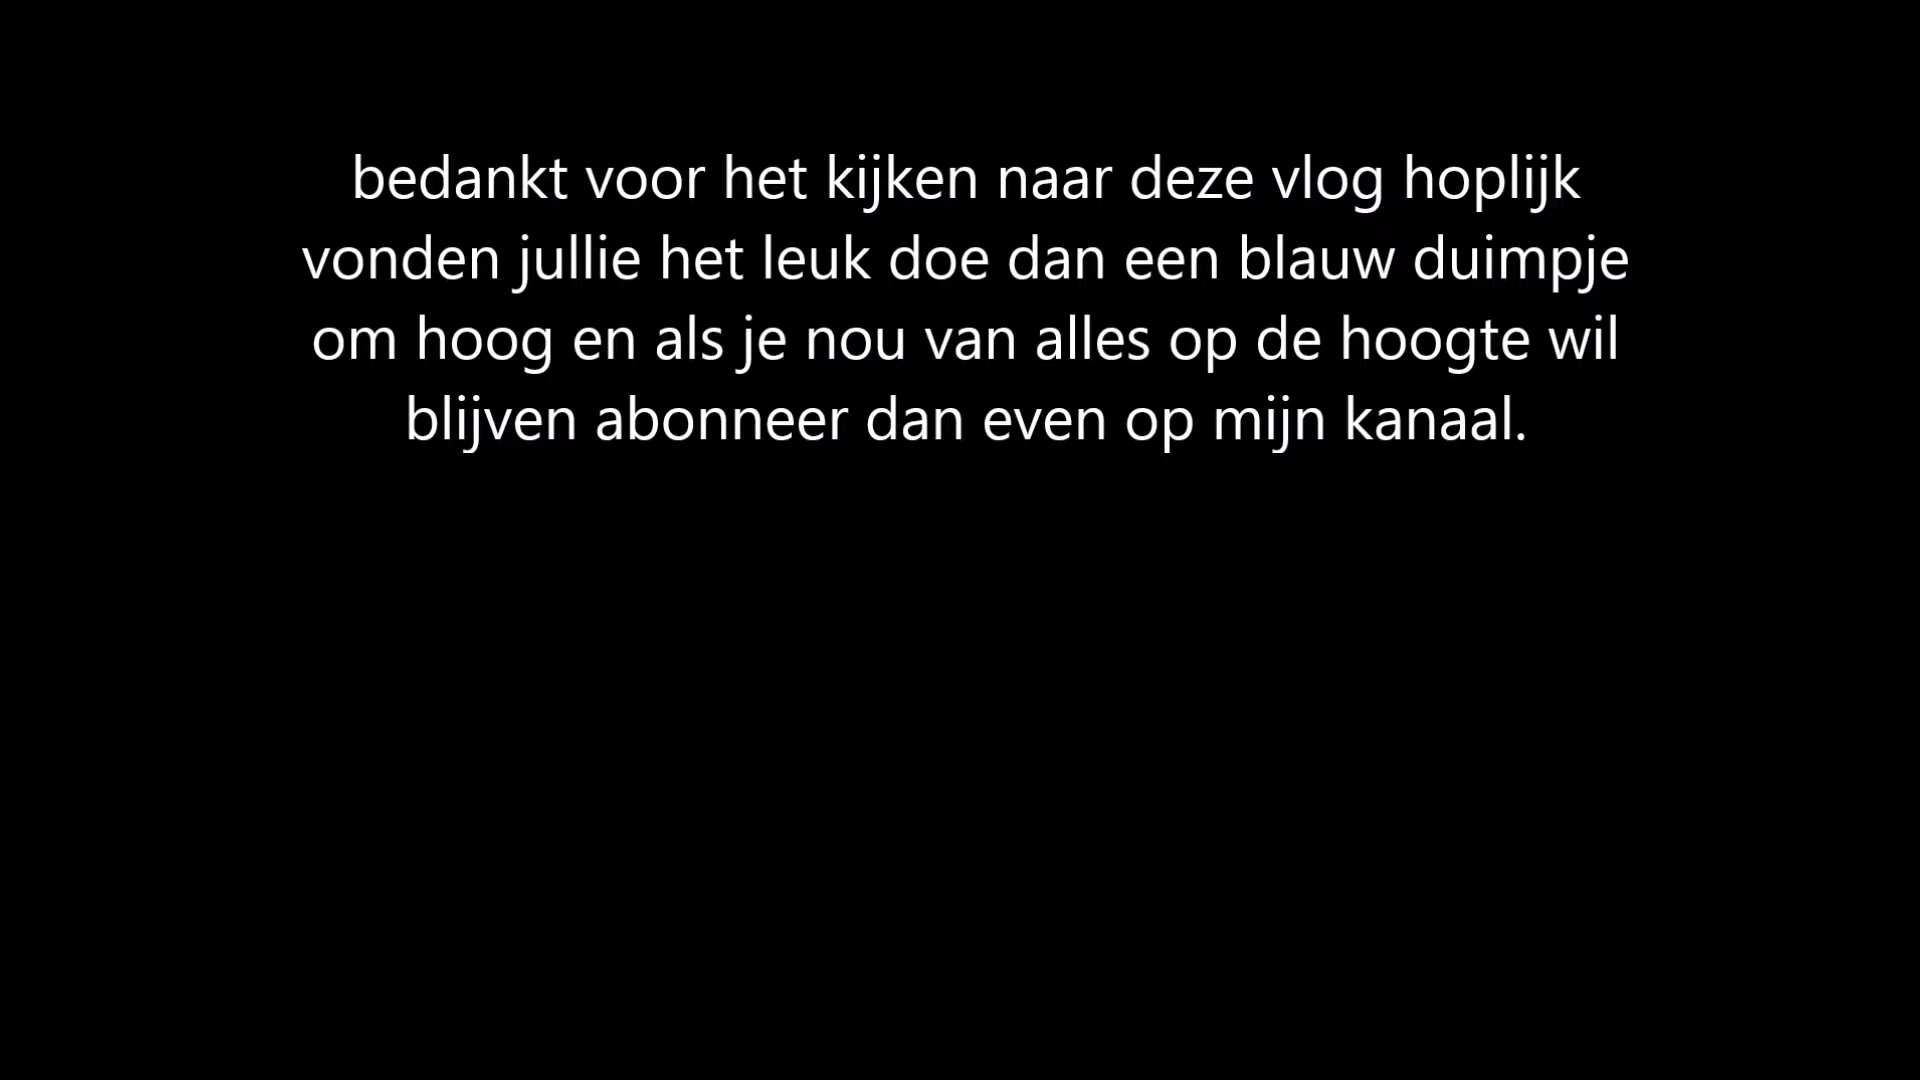 bedankt voor het kijken naar deze vlog hoplijk
vonden jullie het leuk doe dan een blauw duimpje
om hoog en als je nou van alles op de hoogte wil
blijven abonneer dan even op mijn kanaal.